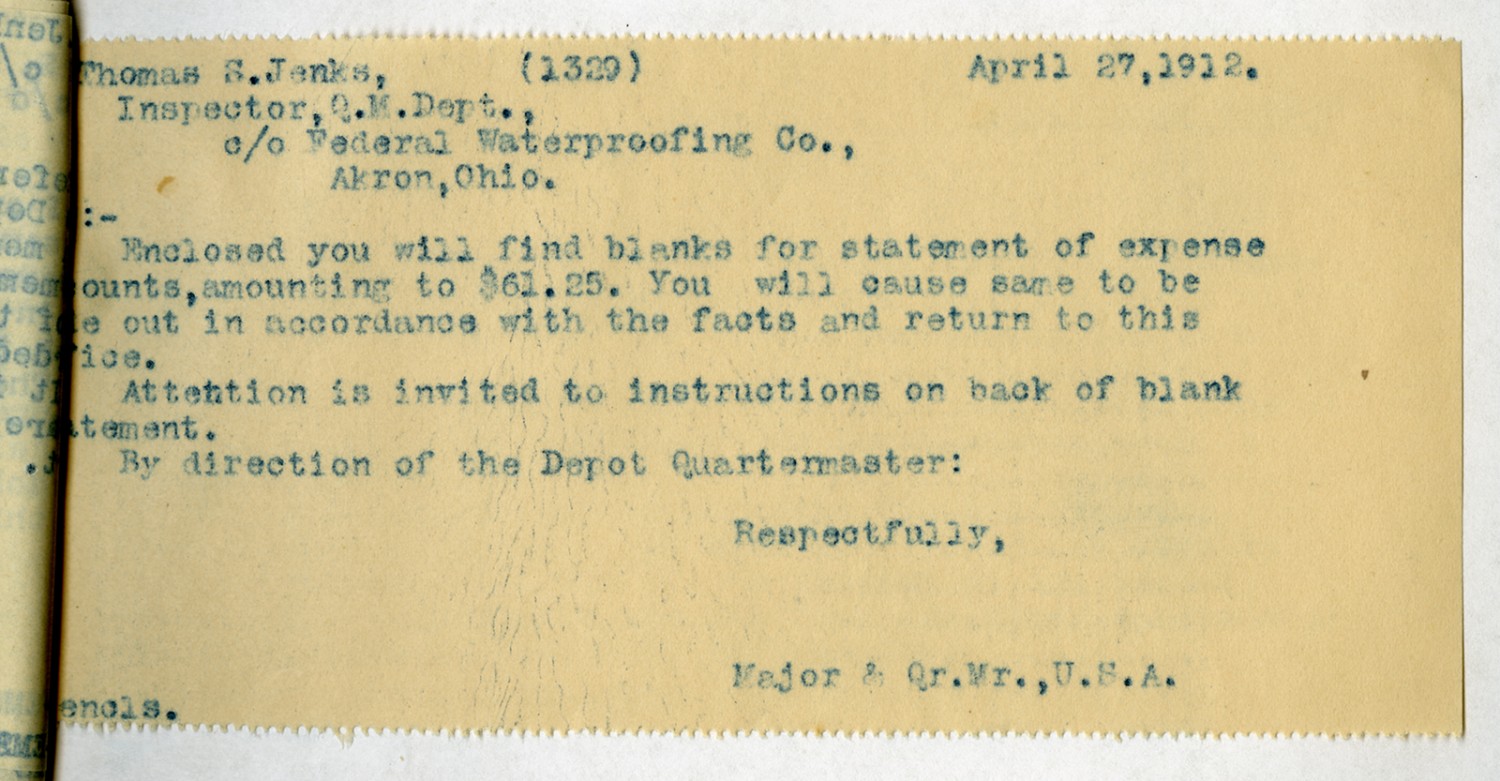 Thomas S.Jenks, (1329) April 27,1912.
Inspector,Q.M.Dept.,
c/o Federal Waterproofing Co.,
Akron,Ohio.
:-
Enclosed you will find blanks for statement of expense
ounts,amounting to $61.25. You will cause same to be
e out in accordance with the facts and return to this
ice.
Attention is invited to instructions on back of blank
tement.
By direction of the Depot Quartermaster:
Respectfully,
Major & Qr.Mr.,U.S.A.
encls.